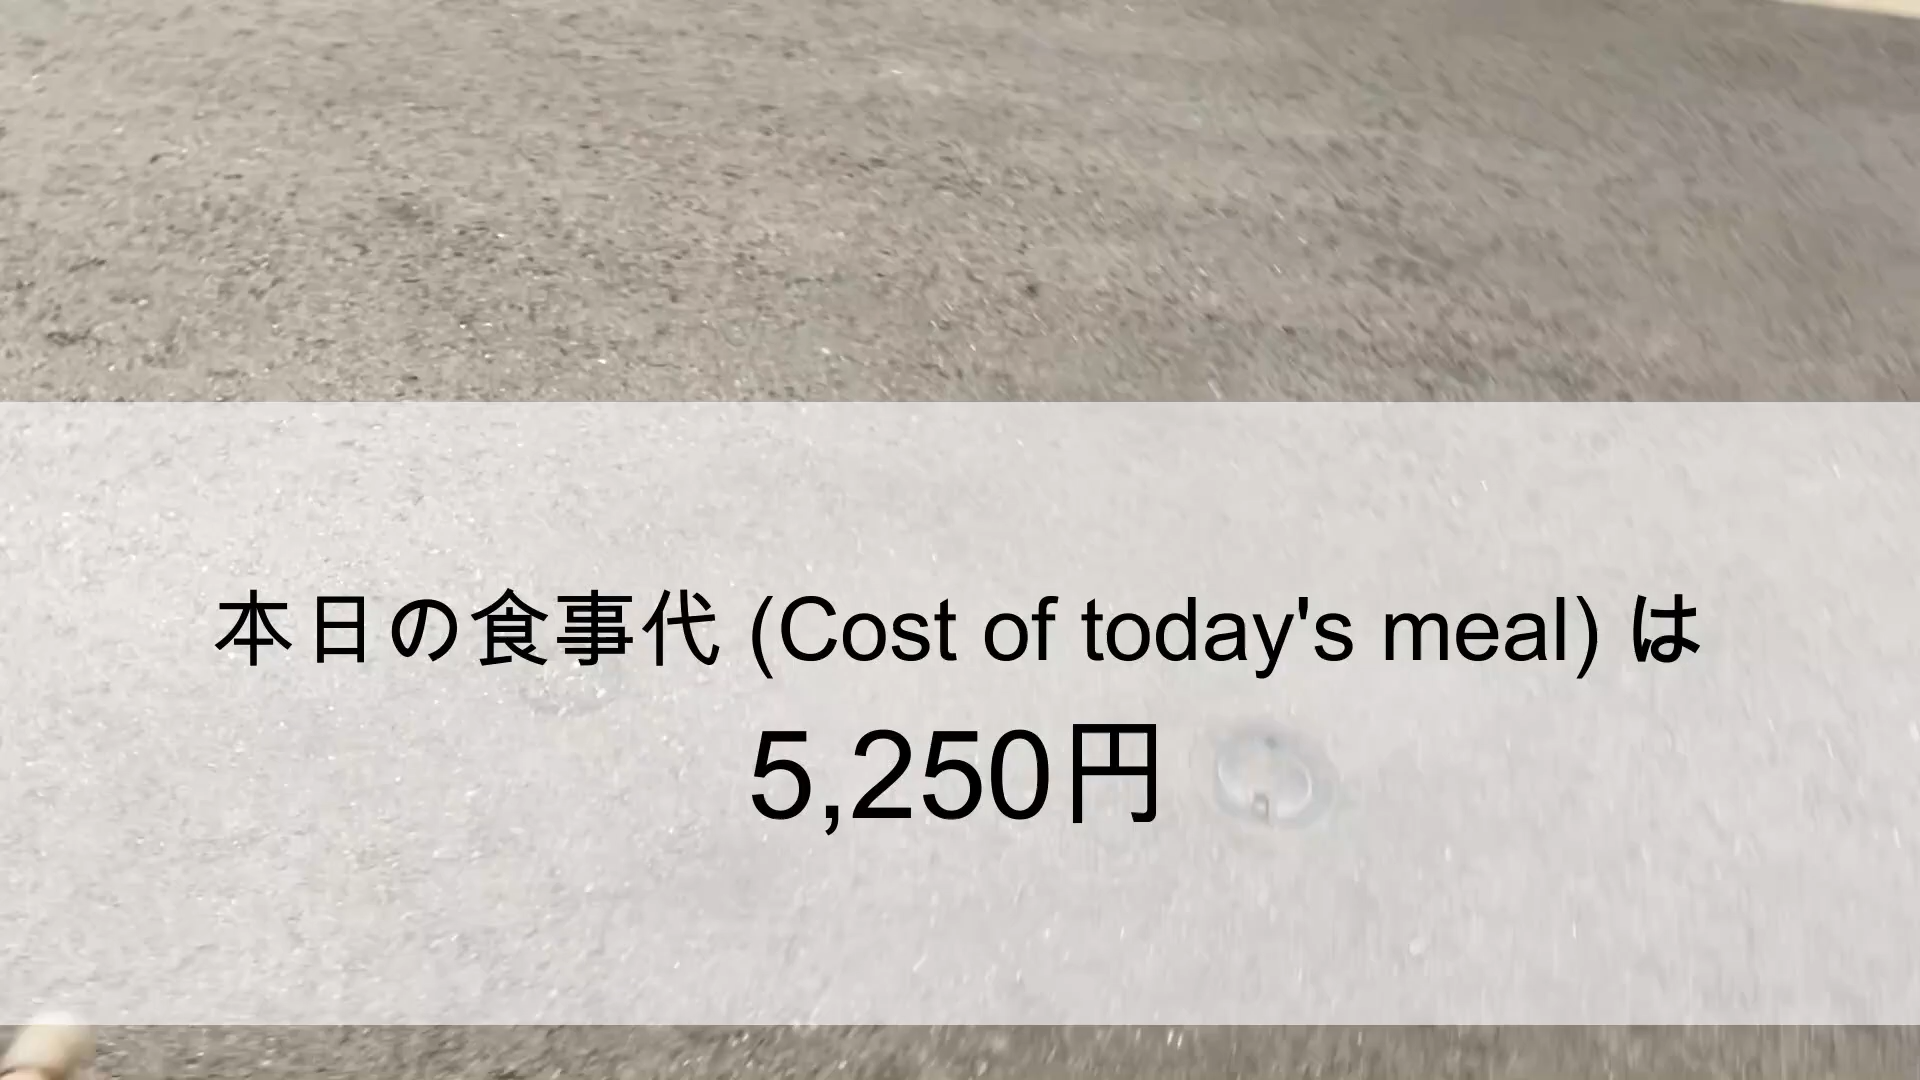 本日の食事代 (Cost of today's meal) は
5,250円